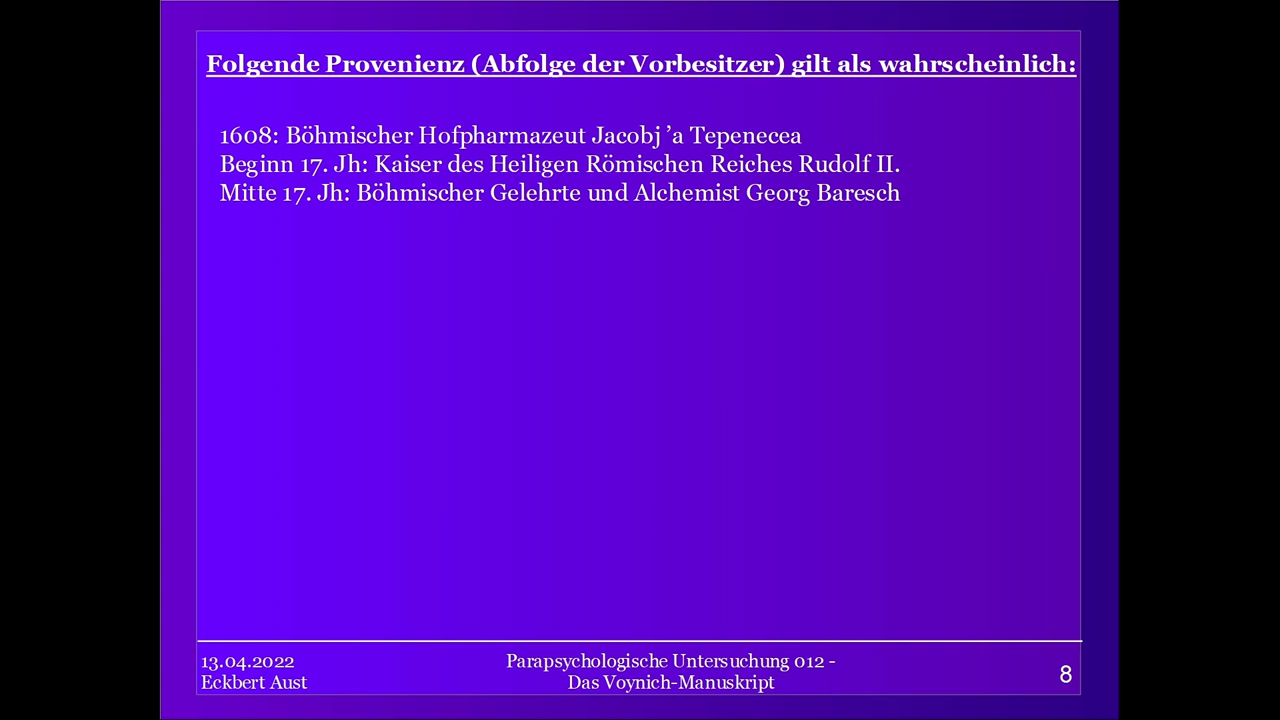 Folgende Provenienz (Abfolge der Vorbesitzer) gilt als wahrscheinlich:
1608: Böhmischer Hofpharmazeut Jacobj ’a Tepenecea
Beginn 17. Jh: Kaiser des Heiligen Römischen Reiches Rudolf II.
Mitte 17. Jh: Böhmischer Gelehrte und Alchemist Georg Baresch
13.04.2022
Eckbert Aust
Parapsychologische Untersuchung 012 -
Das Voynich-Manuskript
8